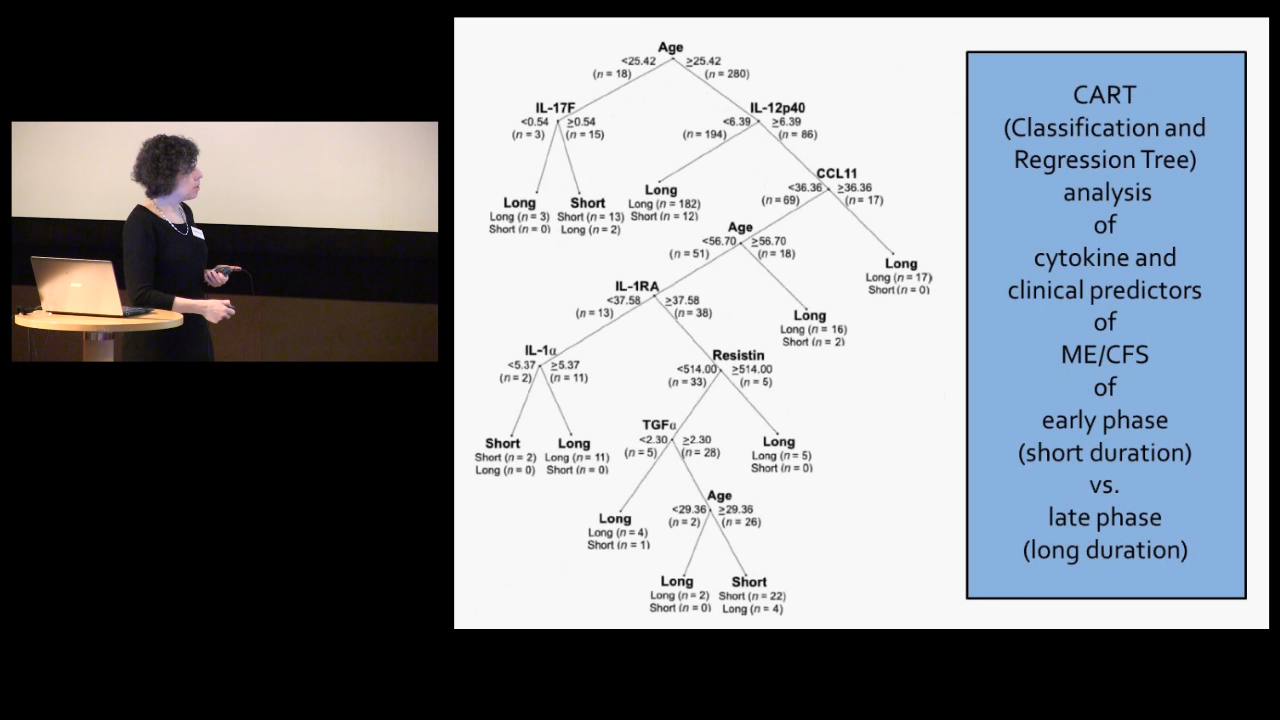 Age
<25.42 ≥25.42
(n = 18) (n = 280)
IL-17F IL-12p40
<0.54 ≥0.54 <6.39 ≥6.39
(n = 3) (n = 15) (n = 194) (n = 86)
CCL11
<36.36 ≥36.36
(n = 69) (n = 17)
Long Short Long
Long (n = 3) Short (n = 13) Long (n = 182)
Short (n = 0) Long (n = 2) Short (n = 12)
Age
<56.70 ≥56.70
(n = 51) (n = 18)
Long
Long (n = 17)
Short (n = 0)
IL-1RA
<37.58 ≥37.58
(n = 13) (n = 38)
Long
Long (n = 16)
Short (n = 2)
IL-1α Resistin
<5.37 ≥5.37 <514.00 ≥514.00
(n = 2) (n = 11) (n = 33) (n = 5)
TGFα
<2.30 ≥2.30
(n = 5) (n = 28)
Short Long Long
Short (n = 2) Long (n = 11) Long (n = 5)
Long (n = 0) Short (n = 0) Short (n = 0)
Age
<29.36 ≥29.36
(n = 2) (n = 26)
Long
Long (n = 4)
Short (n = 1)
Long Short
Long (n = 2) Short (n = 22)
Short (n = 0) Long (n = 4)
CART
(Classification and
Regression Tree)
analysis
of
cytokine and
clinical predictors
of
ME/CFS
of
early phase
(short duration)
vs.
late phase
(long duration)